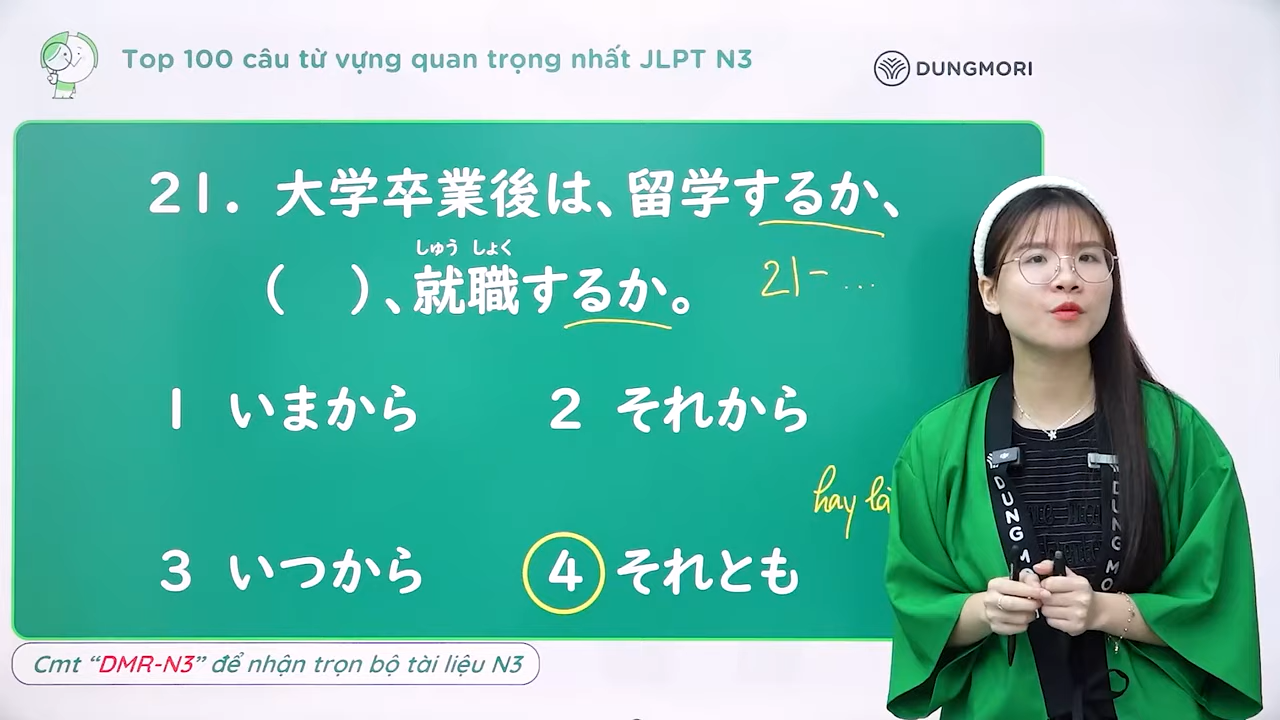 Top 100 câu từ vựng quan trọng nhất JLPT N3
DUNGMORI
21. 大学卒業後は、留学するか、
しゅう しょく
(　)、就職するか。
21- ...
1 いまから
2 それから
hay là
3 いつから
4 それとも
DUNGMO
DUNG MO
Cmt “DMR-N3” để nhận trọn bộ tài liệu N3